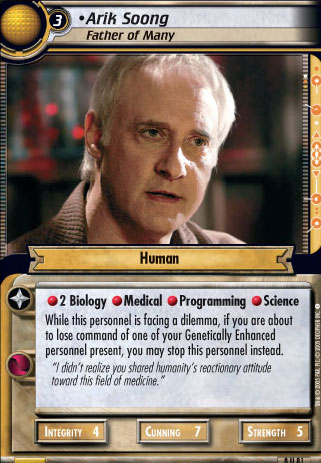 3
•Arik Soong
Father of Many
Human
•2 Biology •Medical •Programming •Science
While this personnel is facing a dilemma, if you are about
to lose command of one of your Genetically Enhanced
personnel present, you may stop this personnel instead.
"I didn't realize you shared humanity's reactionary attitude
toward this field of medicine."
INTEGRITY 4 CUNNING 7 STRENGTH 5
8 U 81